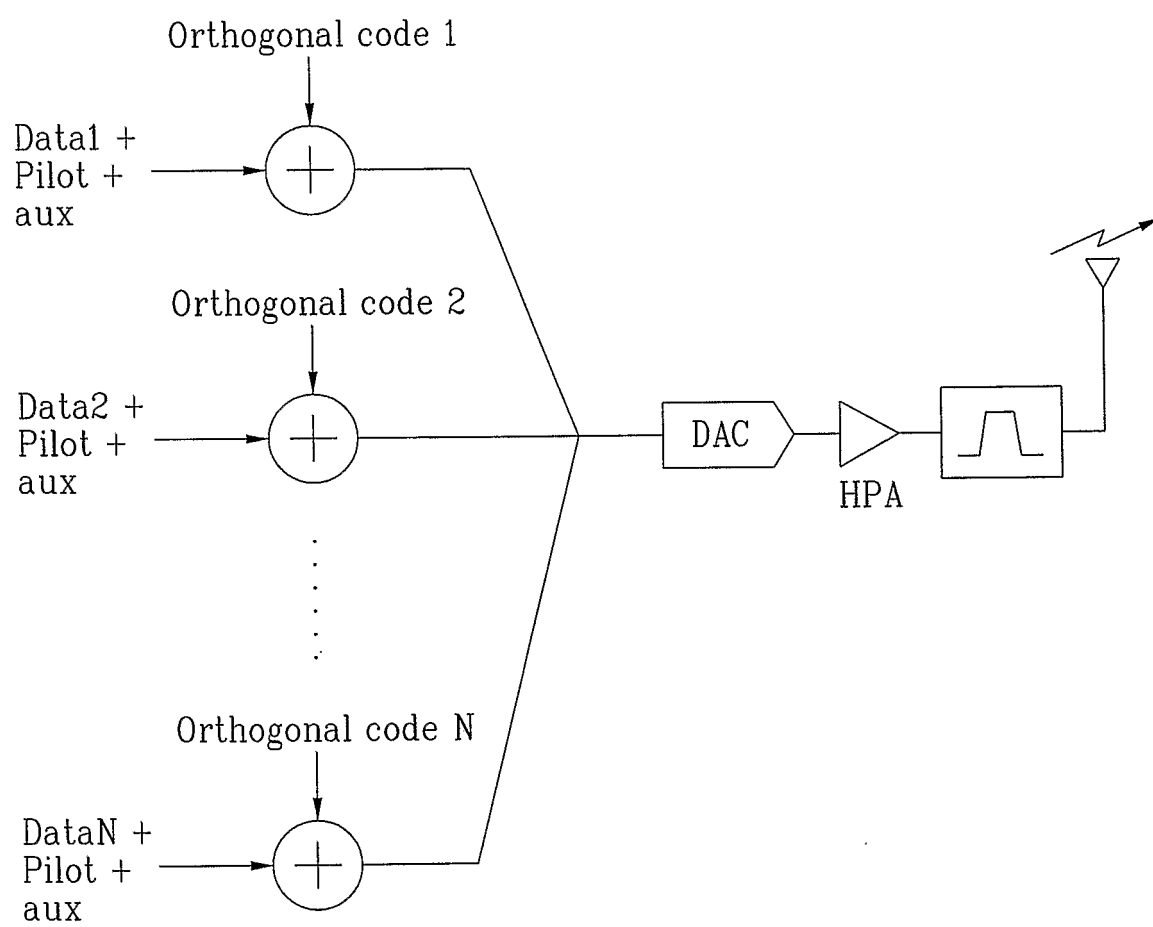 Orthogonal code 1
Data1 +
Pilot +
aux
Orthogonal code 2
Data2 +
Pilot +
aux
DAC
HPA
Orthogonal code N
DataN +
Pilot +
aux